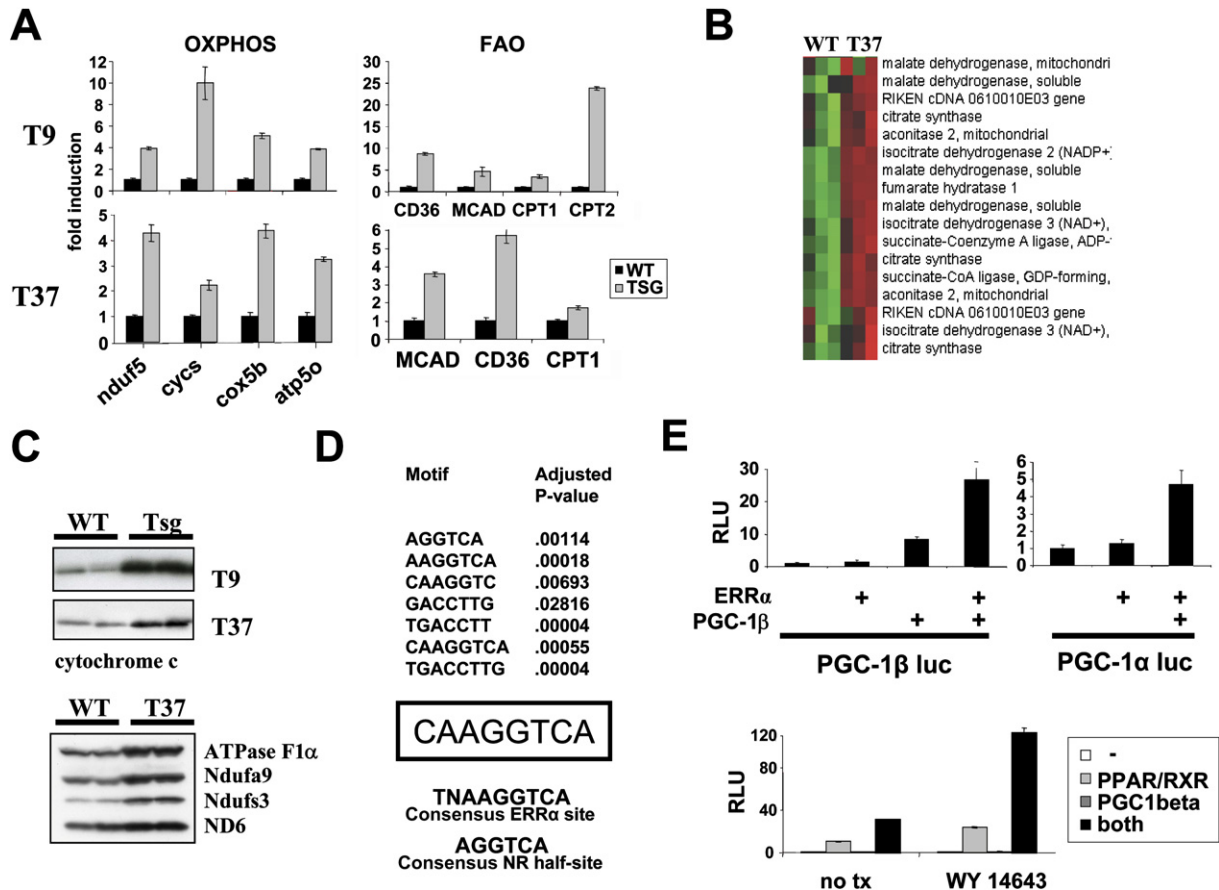 A
OXPHOS
FAO
T9
T37
fold induction
12
10
8
6
4
2
0
30
25
20
15
10
5
0
CD36 MCAD CPT1 CPT2
5
4
3
2
1
0
nduf5 cycs cox5b atp5o
6
5
4
3
2
1
0
MCAD CD36 CPT1
WT
TSG
B
WT T37
malate dehydrogenase, mitochondri
malate dehydrogenase, soluble
RIKEN cDNA 0610010E03 gene
citrate synthase
aconitase 2, mitochondrial
isocitrate dehydrogenase 2 (NADP+)
malate dehydrogenase, soluble
fumarate hydratase 1
malate dehydrogenase, soluble
isocitrate dehydrogenase 3 (NAD+),
succinate-Coenzyme A ligase, ADP-
citrate synthase
succinate-CoA ligase, GDP-forming,
aconitase 2, mitochondrial
RIKEN cDNA 0610010E03 gene
isocitrate dehydrogenase 3 (NAD+),
citrate synthase
C
WT Tsg
T9
T37
cytochrome c
WT T37
ATPase F1α
Ndufa9
Ndufs3
ND6
D
Motif Adjusted
P-value
AGGTCA .00114
AAGGTCA .00018
CAAGGTC .00693
GACCTTG .02816
TGACCTT .00004
CAAGGTCA .00055
TGACCTTG .00004
CAAGGTCA
TNAAGGTCA
Consensus ERRα site
AGGTCA
Consensus NR half-site
E
RLU
30
20
10
0
6
5
4
3
2
1
0
ERRα + + + +
PGC-1β + + +
PGC-1β luc PGC-1α luc
RLU
120
80
40
0
no tx WY 14643
-
PPAR/RXR
PGC1beta
both